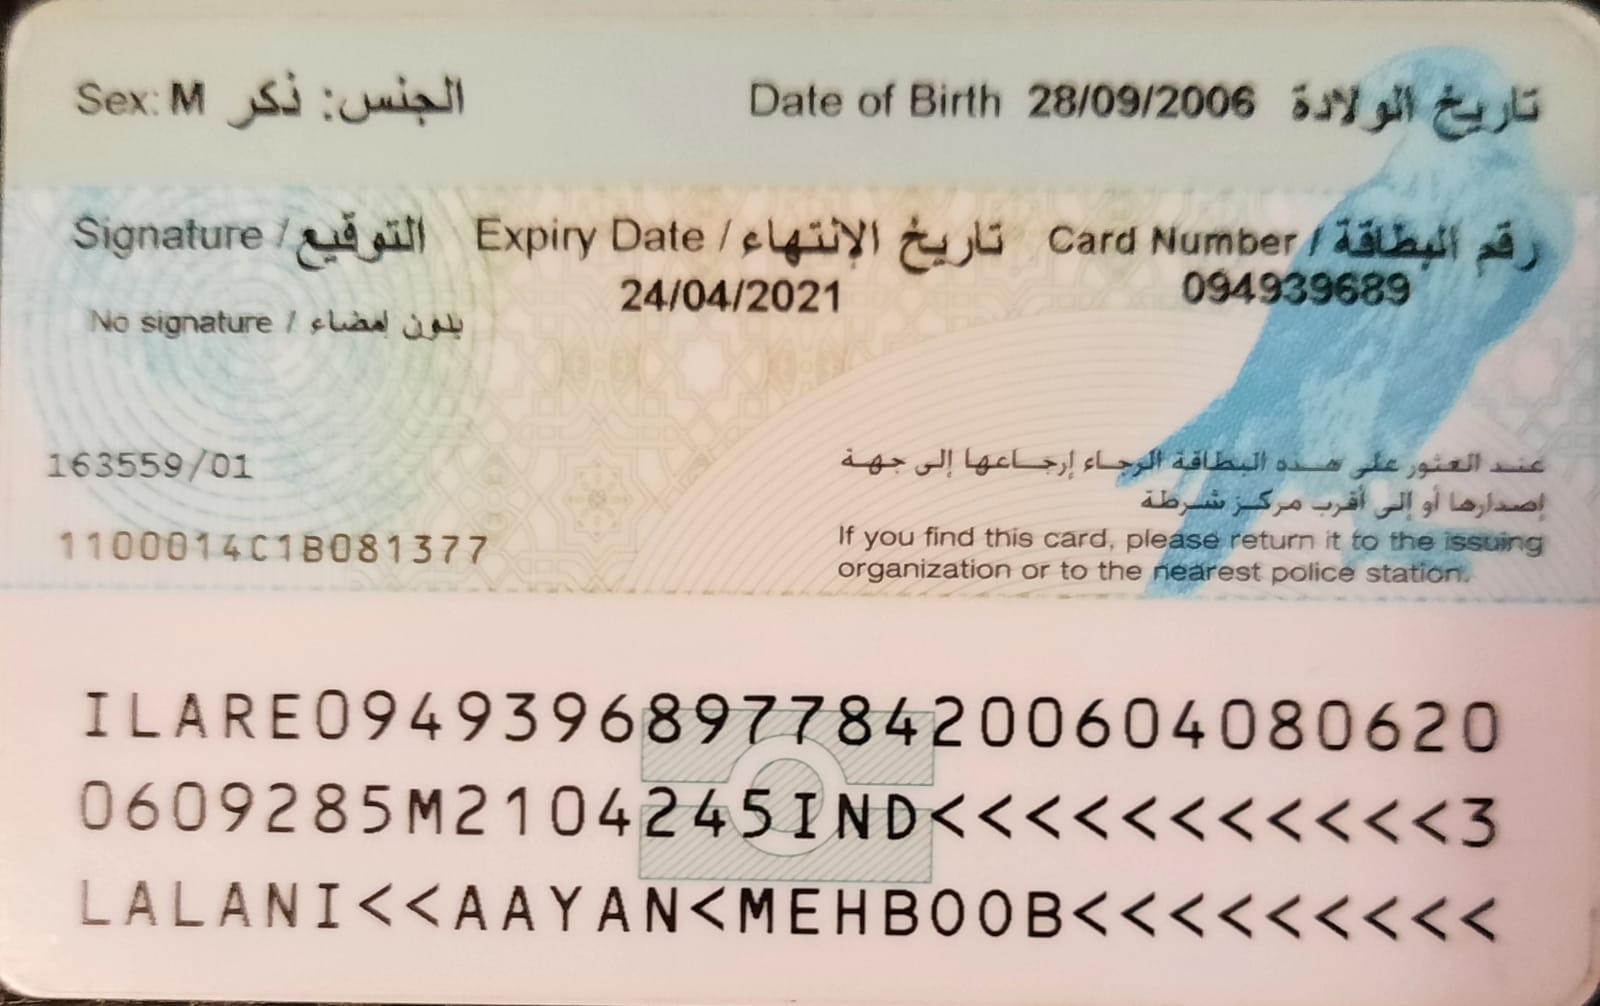 Sex: M الجنس: ذكر
Date of Birth 28/09/2006 تاريخ الولادة
Signature / التوقيع
Expiry Date / تاريخ الإنتهاء
Card Number / رقم البطاقة
24/04/2021
094939689
No signature / بدون إمضاء
163559/01
عند العثور على هذه البطاقة الرجاء إرجاعها إلى جهة
إصدارها أو إلى أقرب مركز شرطة
1100014C1B081377
If you find this card, please return it to the issuing
organization or to the nearest police station.
ILARE0949396897784200604080620
0609285M2104245IND<<<<<<<<<<<3
LALANI<<AAYAN<MEHBOOB<<<<<<<<<